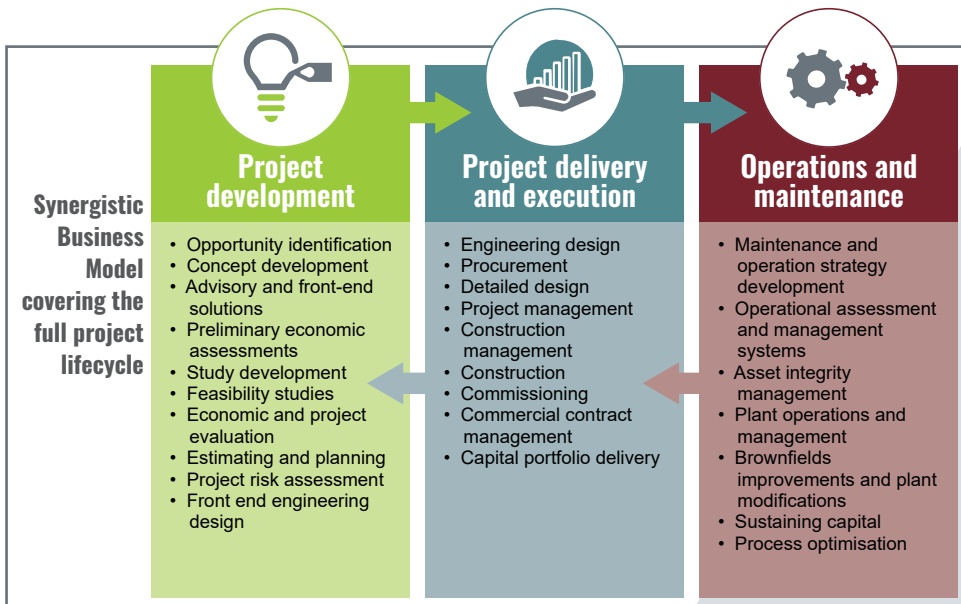 Synergistic
Business
Model
covering the
full project
lifecycle
Project
development
• Opportunity identification
• Concept development
• Advisory and front-end
solutions
• Preliminary economic
assessments
• Study development
• Feasibility studies
• Economic and project
evaluation
• Estimating and planning
• Project risk assessment
• Front end engineering
design
Project delivery
and execution
• Engineering design
• Procurement
• Detailed design
• Project management
• Construction
management
• Construction
• Commissioning
• Commercial contract
management
• Capital portfolio delivery
Operations and
maintenance
• Maintenance and
operation strategy
development
• Operational assessment
and management
systems
• Asset integrity
management
• Plant operations and
management
• Brownfields
improvements and plant
modifications
• Sustaining capital
• Process optimisation